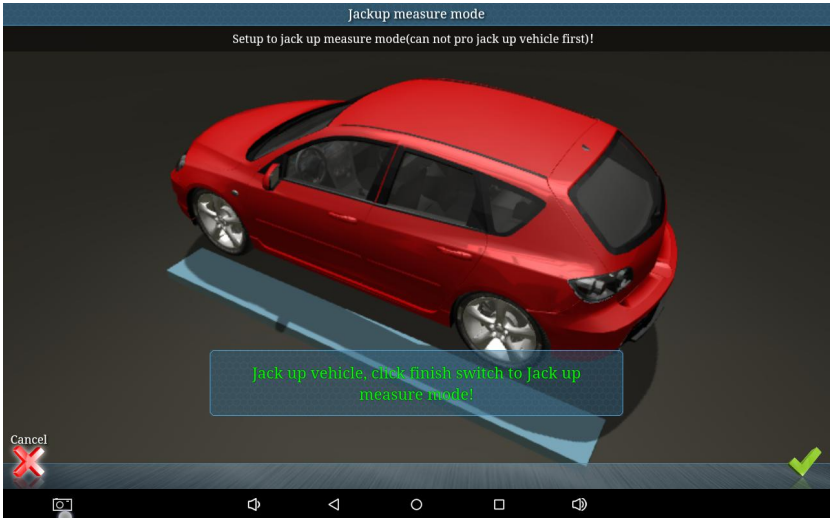 Jackup measure mode
Setup to jack up measure mode(can not pro jack up vehicle first)!
Jack up vehicle, click finish switch to Jack up
measure mode!
Cancel